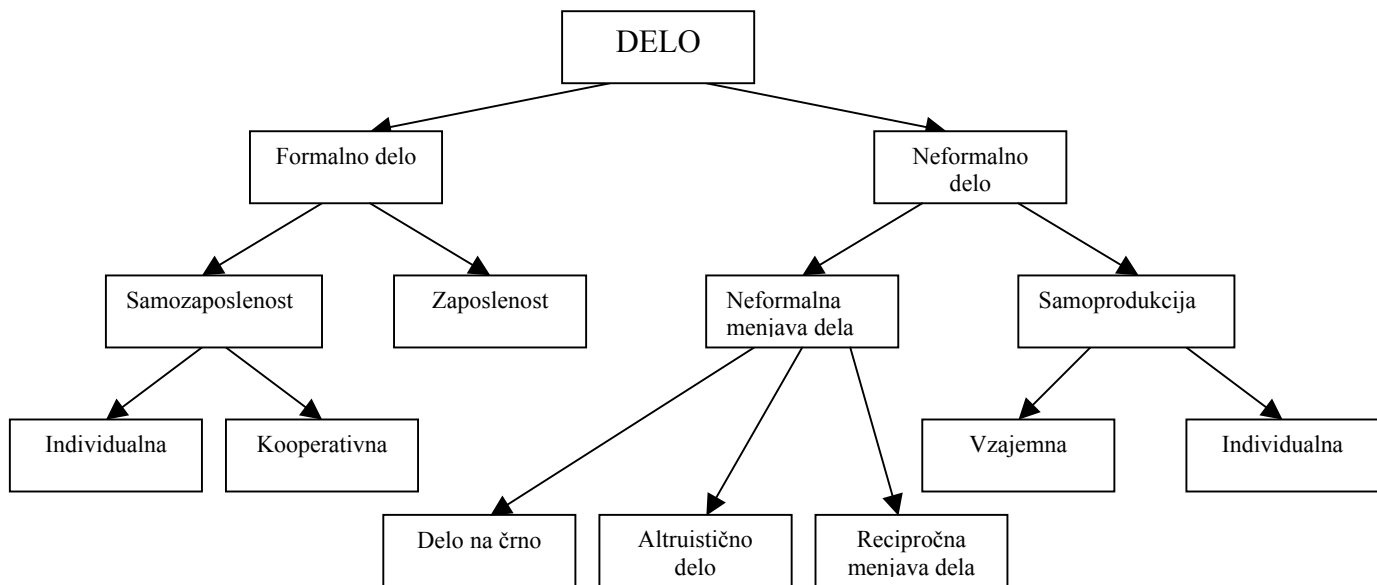 DELO
Formalno delo
Neformalno
delo
Samozaposlenost
Zaposlenost
Neformalna
menjava dela
Samoprodukcija
Individualna
Kooperativna
Vzajemna
Individualna
Delo na črno
Altruistično
delo
Recipročna
menjava dela